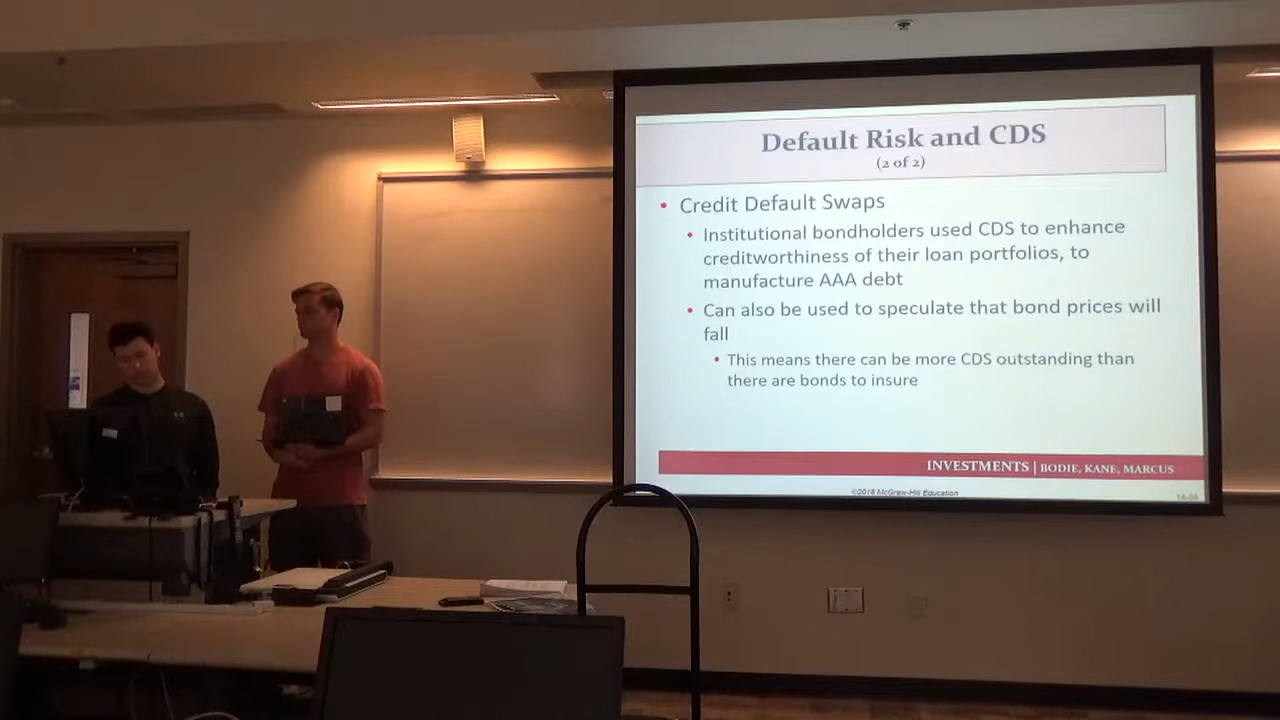 Default Risk and CDS
(2 of 2)
• Credit Default Swaps
• Institutional bondholders used CDS to enhance
creditworthiness of their loan portfolios, to
manufacture AAA debt
• Can also be used to speculate that bond prices will
fall
• This means there can be more CDS outstanding than
there are bonds to insure
INVESTMENTS | BODIE, KANE, MARCUS
©2018 McGraw-Hill Education